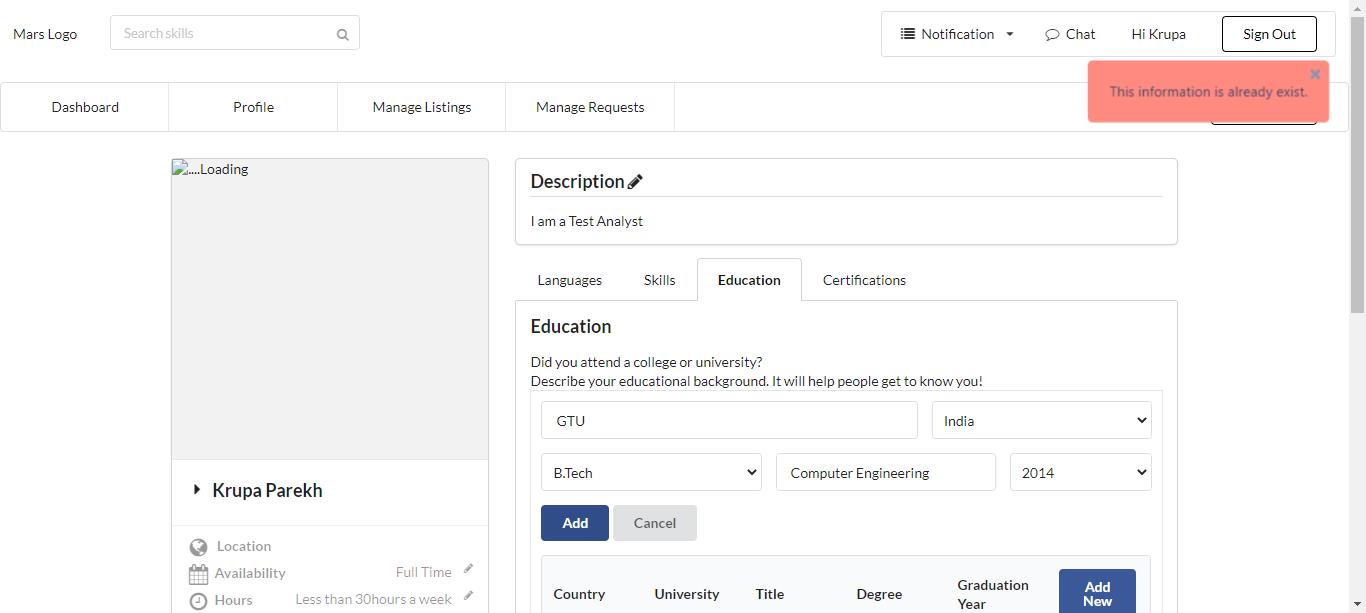 Mars Logo
Search skills
Notification
Chat
Hi Krupa
Sign Out
This information is already exist.
Dashboard
Profile
Manage Listings
Manage Requests
....Loading
Krupa Parekh
Location
Availability
Full Time
Hours
Less than 30hours a week
Description
I am a Test Analyst
Languages
Skills
Education
Certifications
Education
Did you attend a college or university?
Describe your educational background. It will help people get to know you!
GTU
India
B.Tech
Computer Engineering
2014
Add
Cancel
Country
University
Title
Degree
Graduation
Year
Add
New